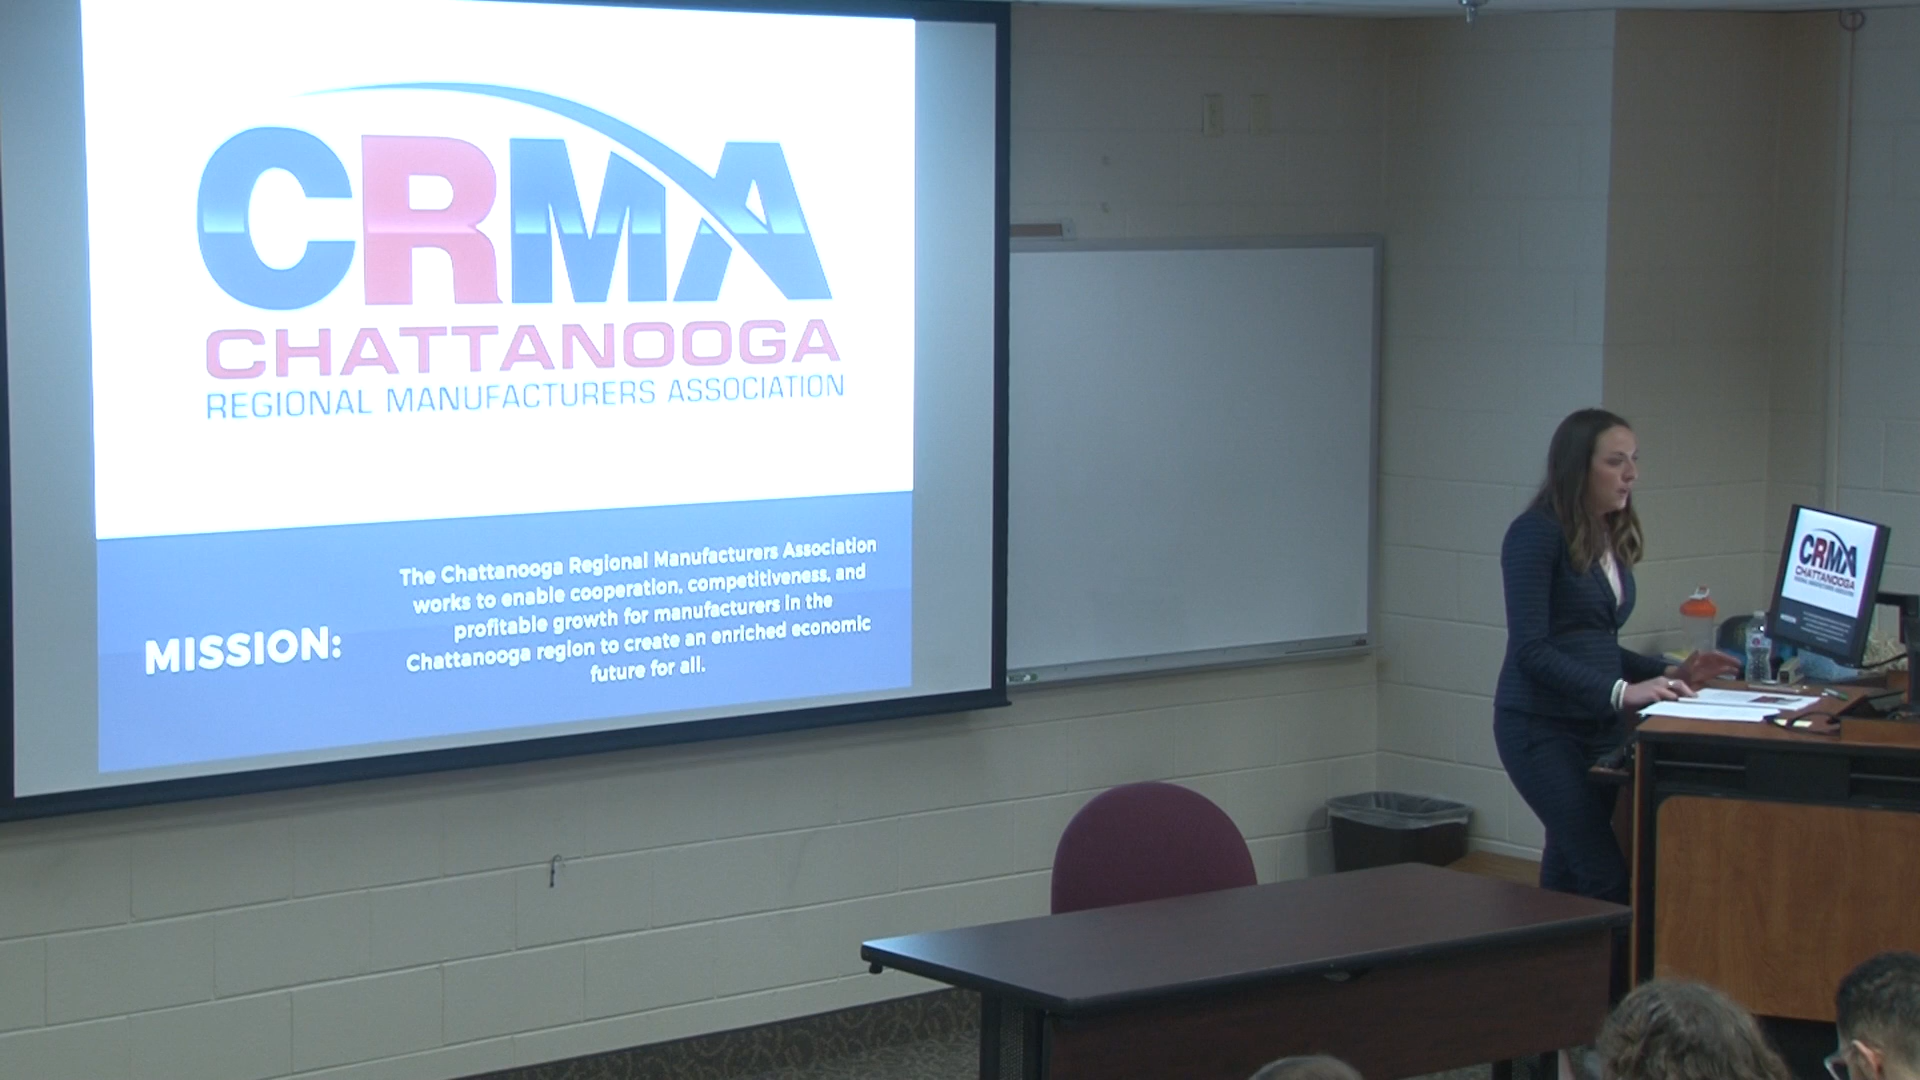 CRMA
CHATTANOOGA
REGIONAL MANUFACTURERS ASSOCIATION
MISSION:
The Chattanooga Regional Manufacturers Association
works to enable cooperation, competitiveness, and
profitable growth for manufacturers in the
Chattanooga region to create an enriched economic
future for all.
CRMA
CHATTANOOGA